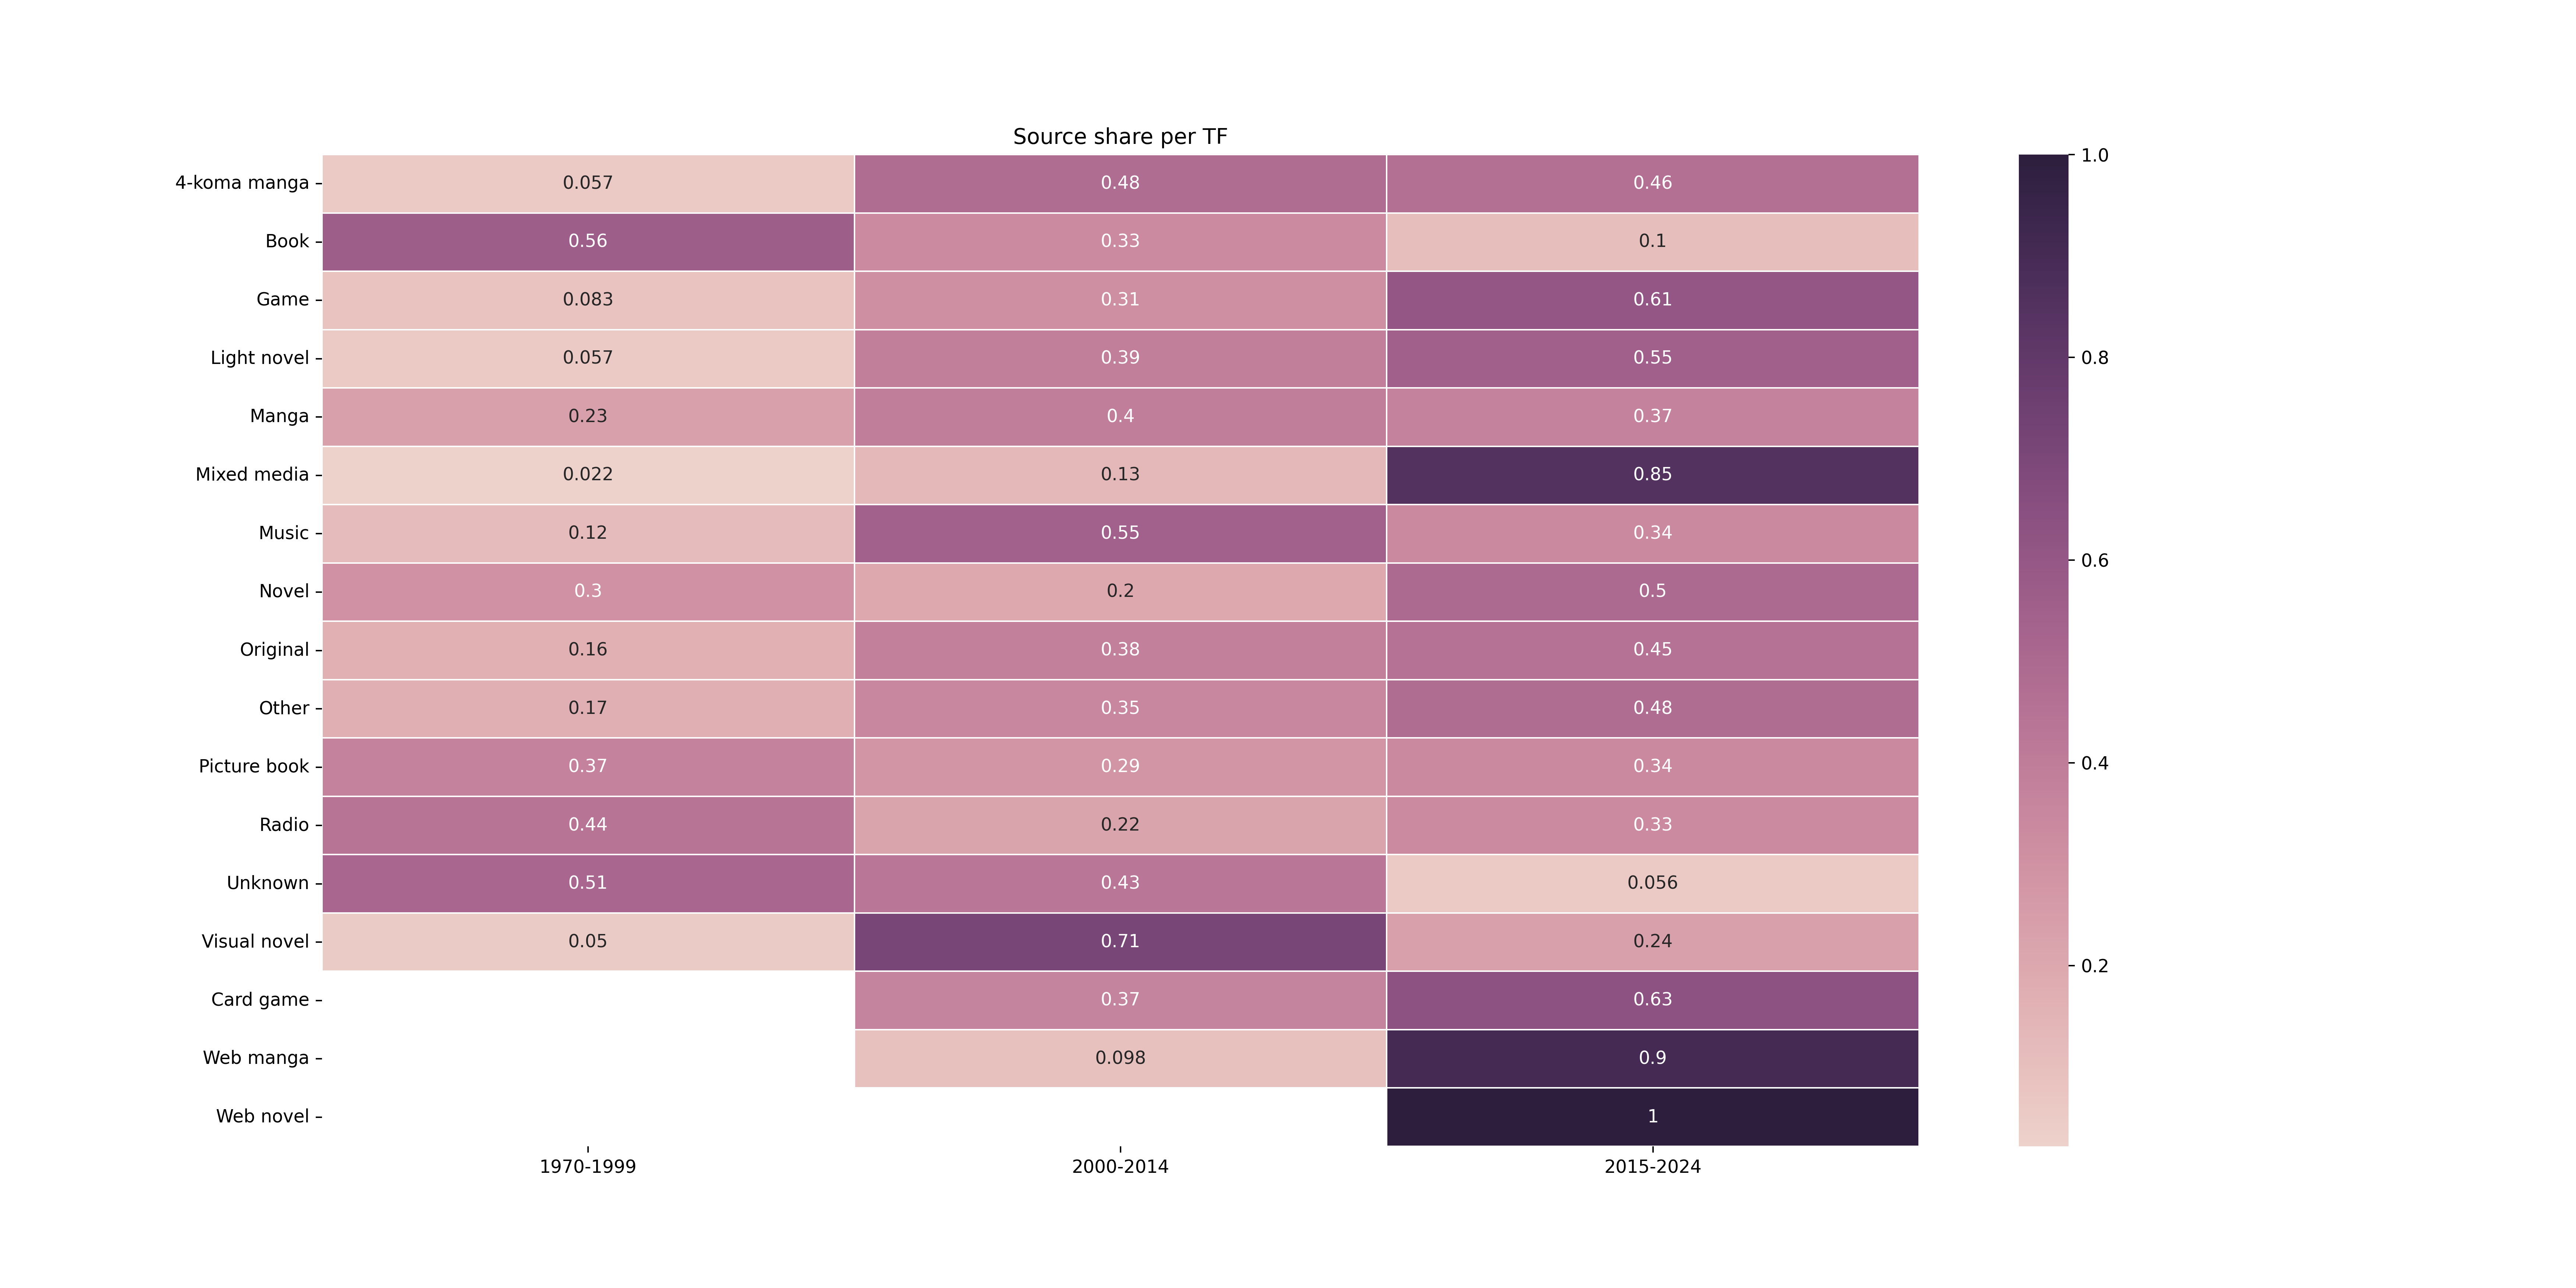 Source share per TF
4-koma manga 0.057 0.48 0.46
Book 0.56 0.33 0.1
Game 0.083 0.31 0.61
Light novel 0.057 0.39 0.55
Manga 0.23 0.4 0.37
Mixed media 0.022 0.13 0.85
Music 0.12 0.55 0.34
Novel 0.3 0.2 0.5
Original 0.16 0.38 0.45
Other 0.17 0.35 0.48
Picture book 0.37 0.29 0.34
Radio 0.44 0.22 0.33
Unknown 0.51 0.43 0.056
Visual novel 0.05 0.71 0.24
Card game 0.37 0.63
Web manga 0.098 0.9
Web novel 1
1970-1999 2000-2014 2015-2024
1.0
0.8
0.6
0.4
0.2